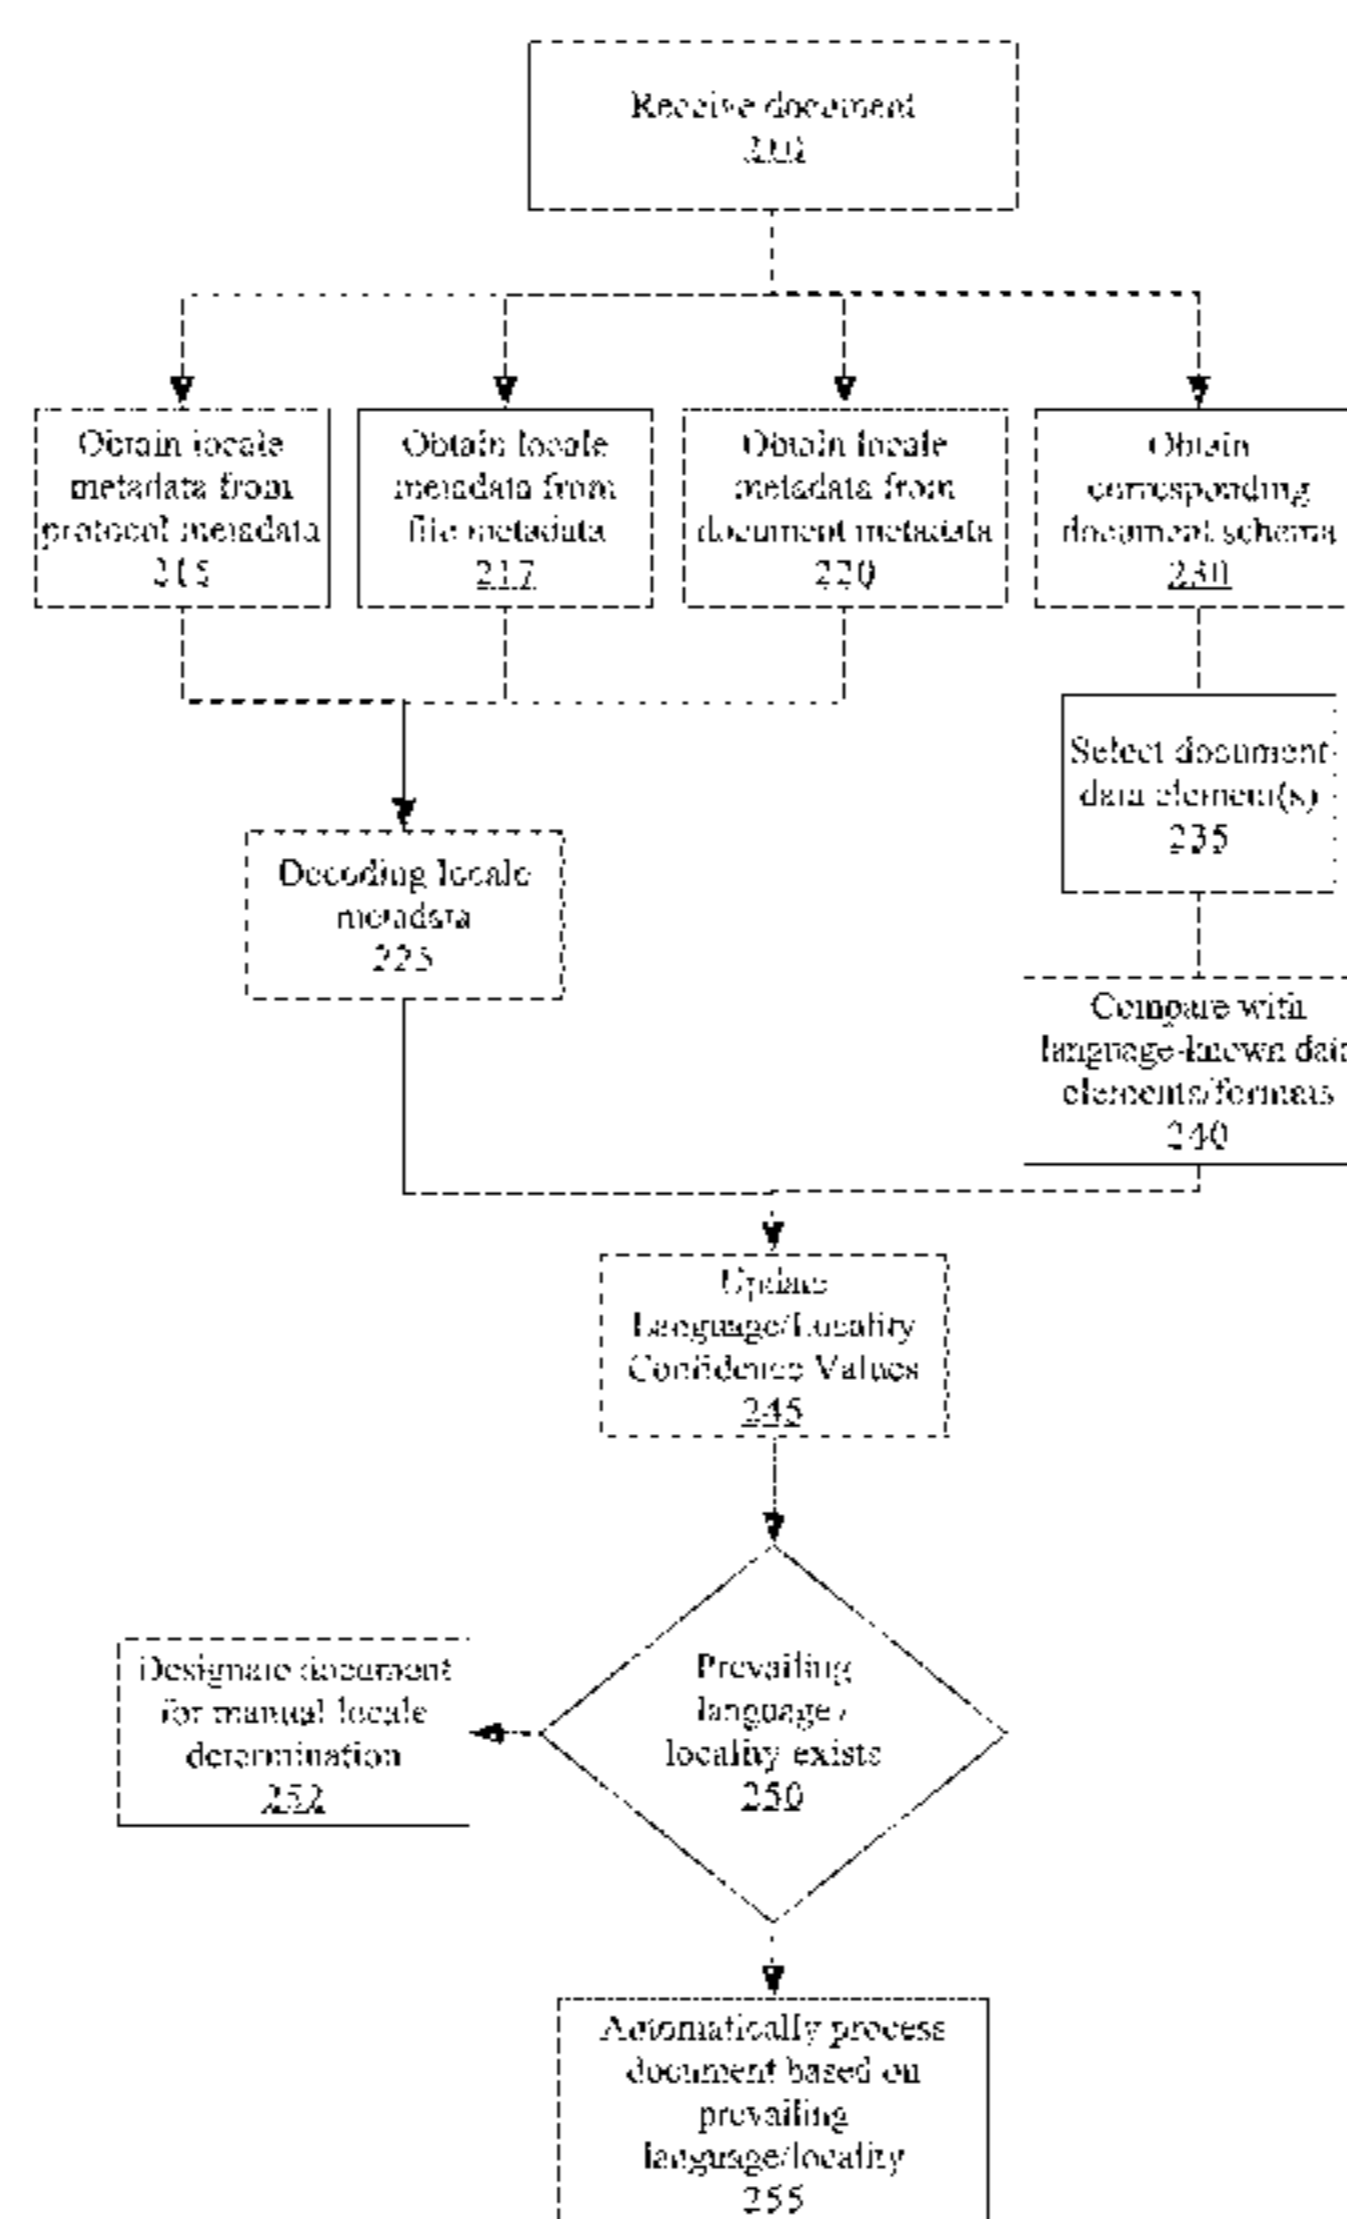 Receive document
Obtain locale
metadata from
protocol metadata
Obtain locale
metadata from
file metadata
217
Obtain locale
metadata from
document metadata
220
Obtain
corresponding
document schema
230
Select document
data element(s)
235
Decoding locale
metadata
225
Compare with
language-known data
elements/formats
240
Update
Language/Locality
Confidence Values
245
Prevailing
language/
locality exists
250
Designate document
for manual locale
determination
252
Automatically process
document based on
prevailing
language/locality
255